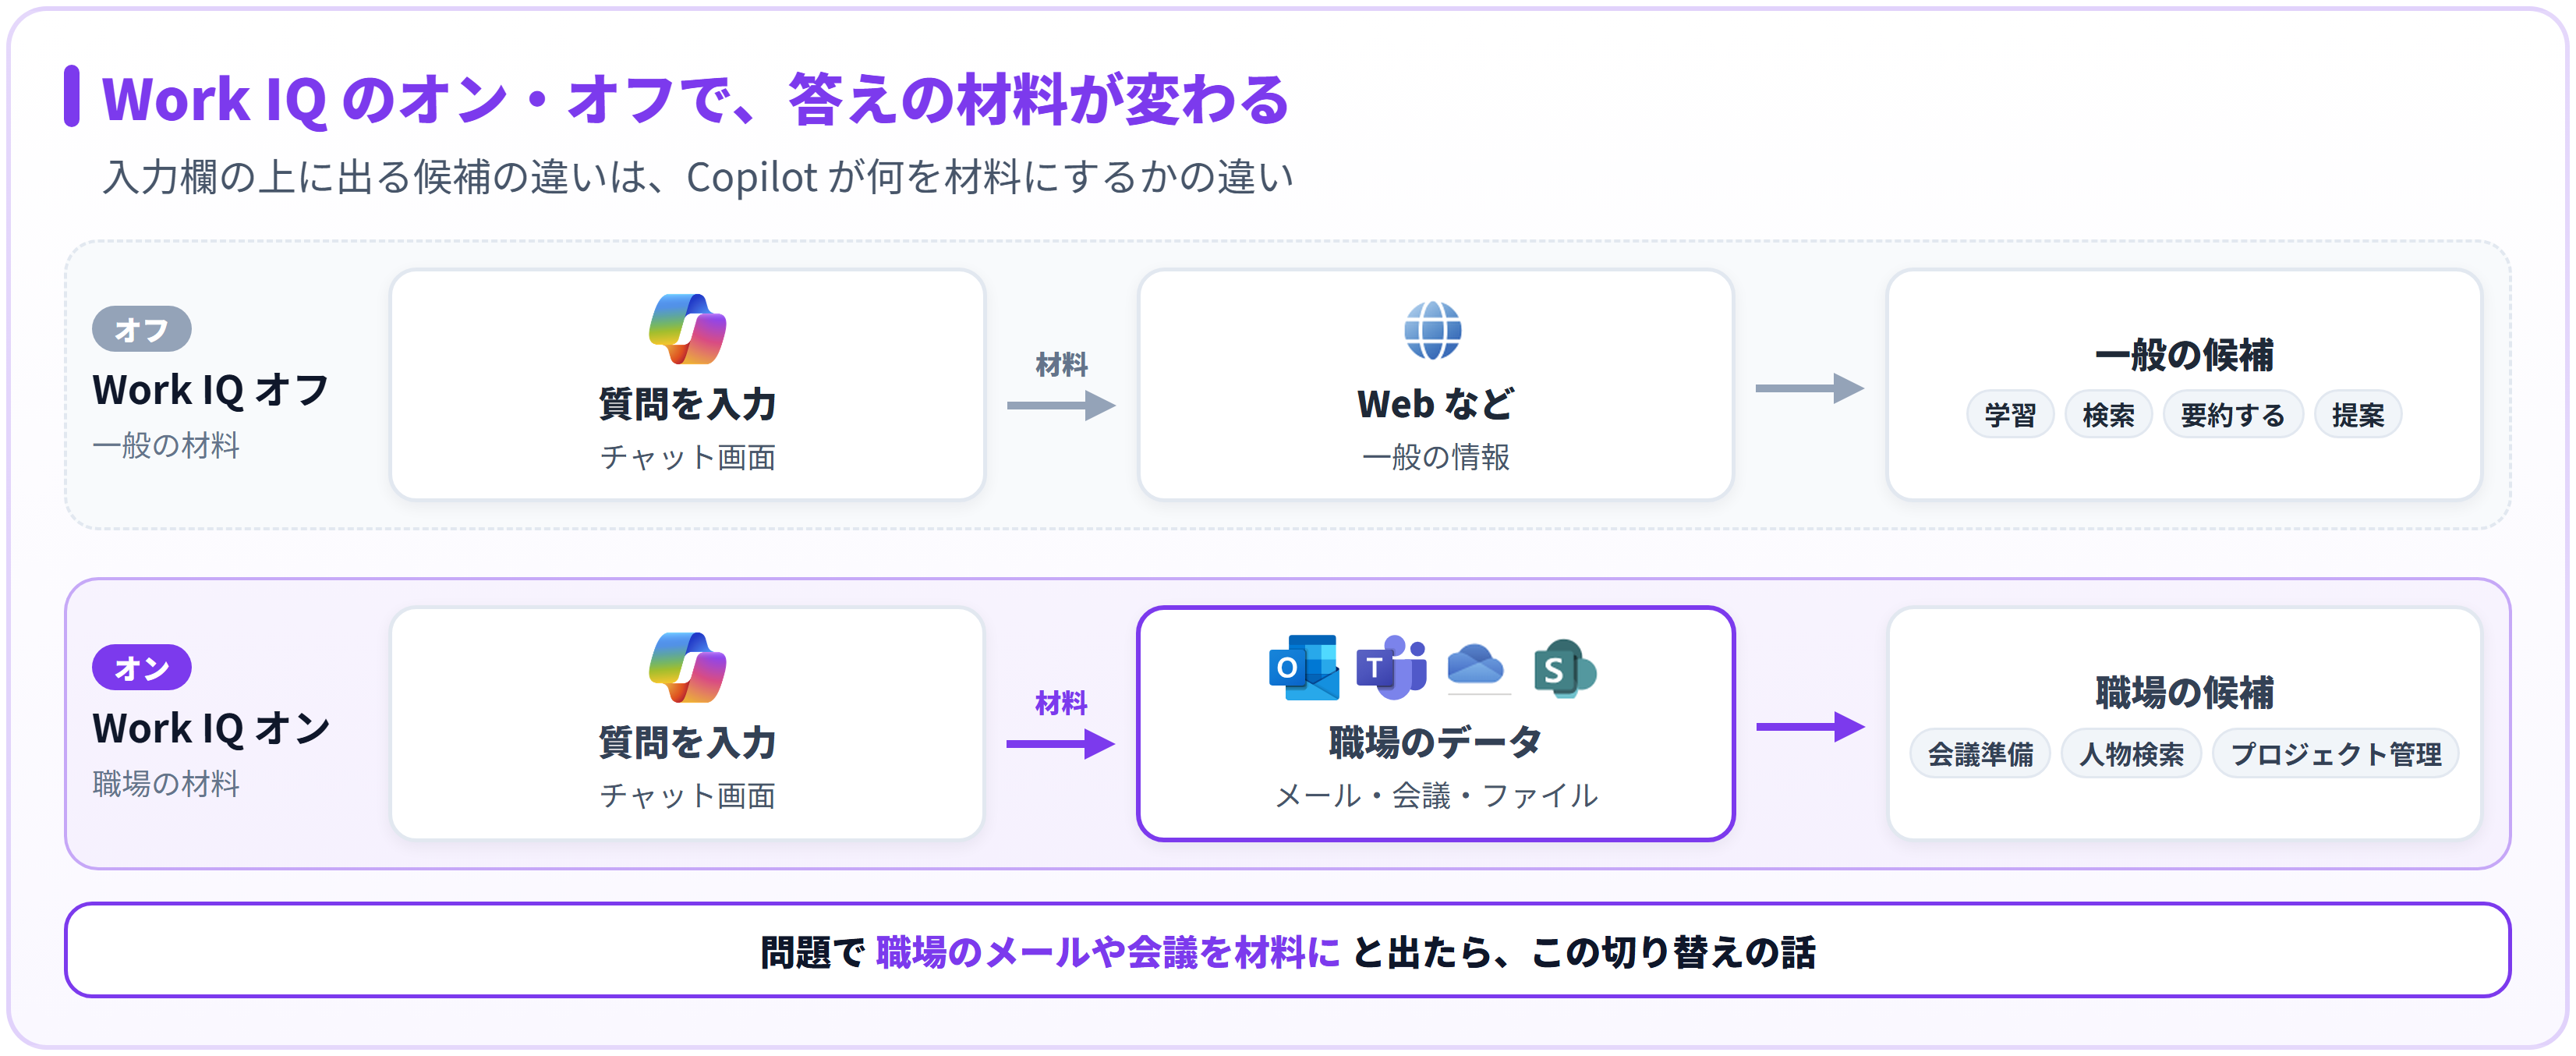 Work IQ のオン・オフで、答えの材料が変わる
入力欄の上に出る候補の違いは、Copilot が何を材料にするかの違い
オフ
Work IQ オフ
一般の材料
質問を入力
チャット画面
材料
Web など
一般の情報
一般の候補
学習 検索 要約する 提案
オン
Work IQ オン
職場の材料
質問を入力
チャット画面
材料
O T S
職場のデータ
メール・会議・ファイル
職場の候補
会議準備 人物検索 プロジェクト管理
問題で 職場のメールや会議を材料に と出たら、この切り替えの話